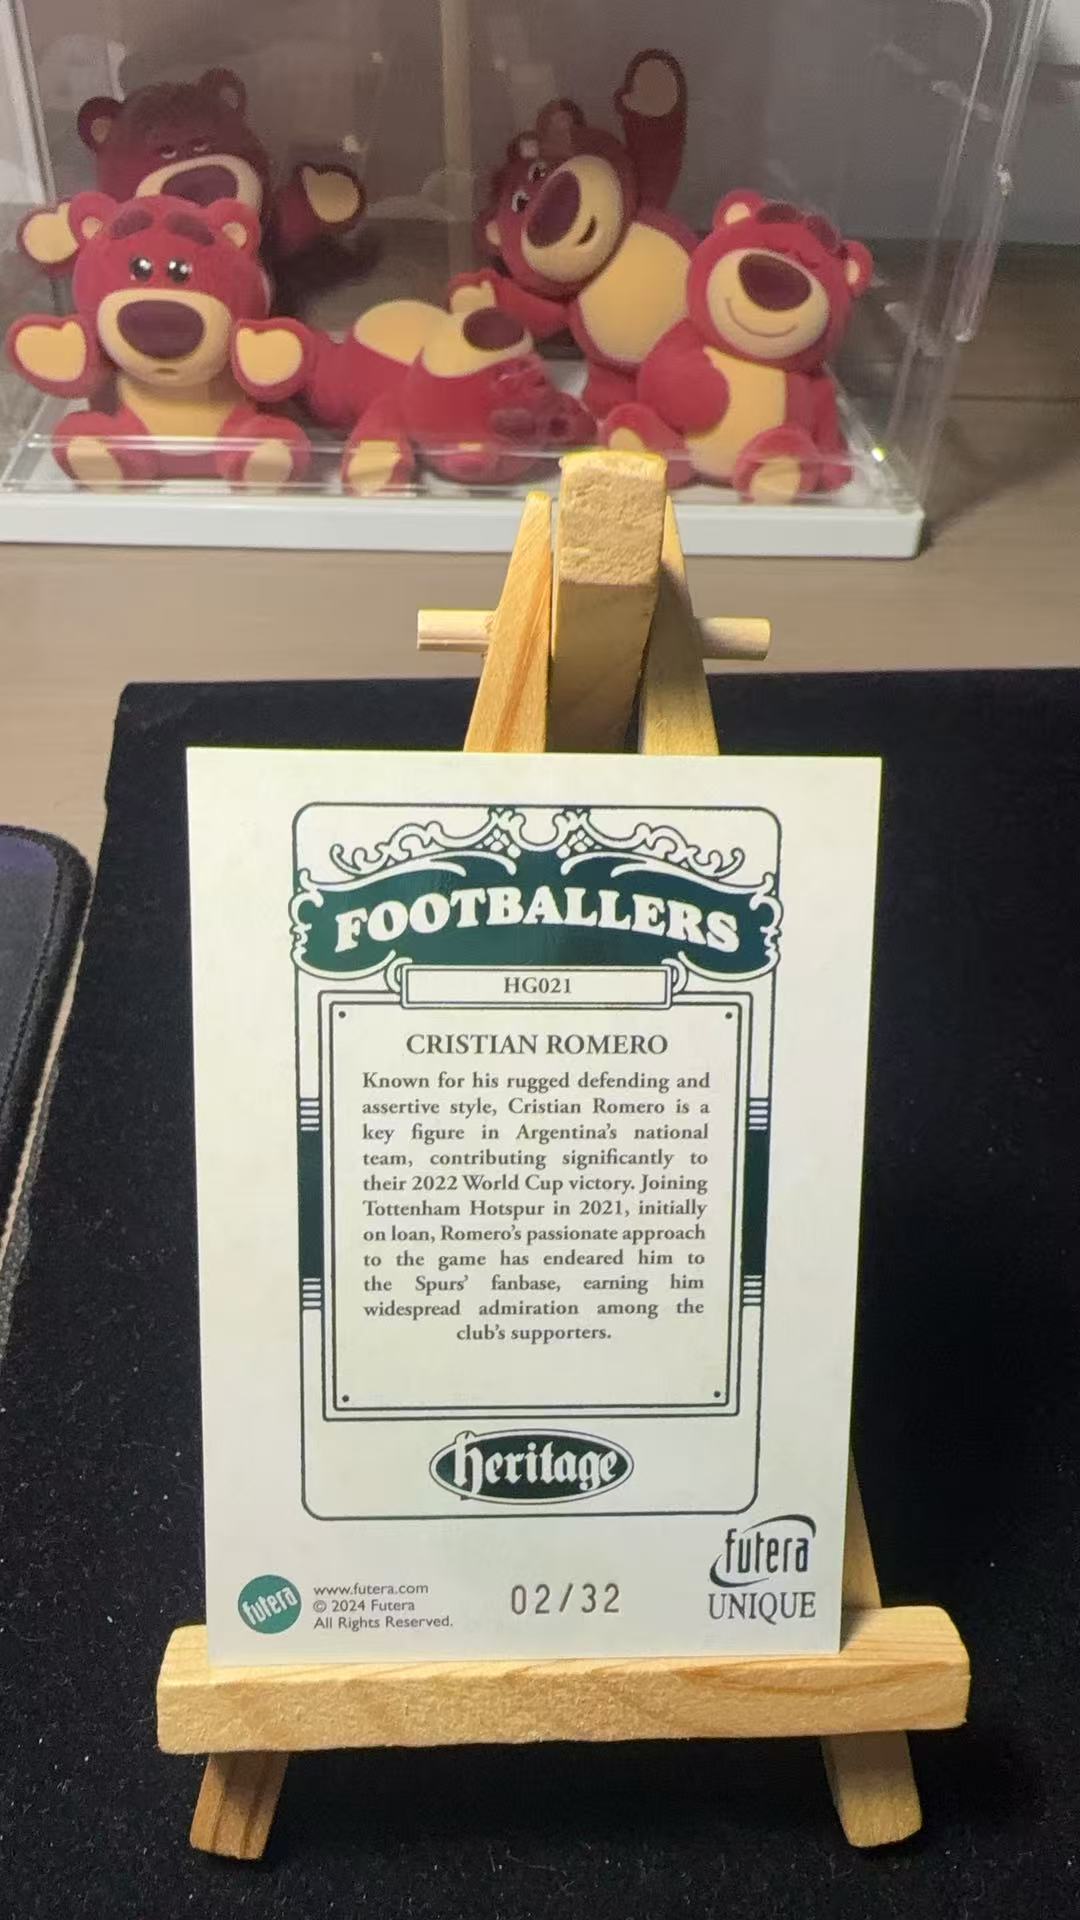 FOOTBALLERS
HG021
CRISTIAN ROMERO
Known for his rugged defending and
assertive style, Cristian Romero is a
key figure in Argentina's national
team, contributing significantly to
their 2022 World Cup victory. Joining
Tottenham Hotspur in 2021, initially
on loan, Romero's passionate approach
to the game has endeared him to
the Spurs' fanbase, earning him
widespread admiration among the
club's supporters.
heritage
futera
UNIQUE
futera
www.futera.com
© 2024 Futera
All Rights Reserved.
02/32